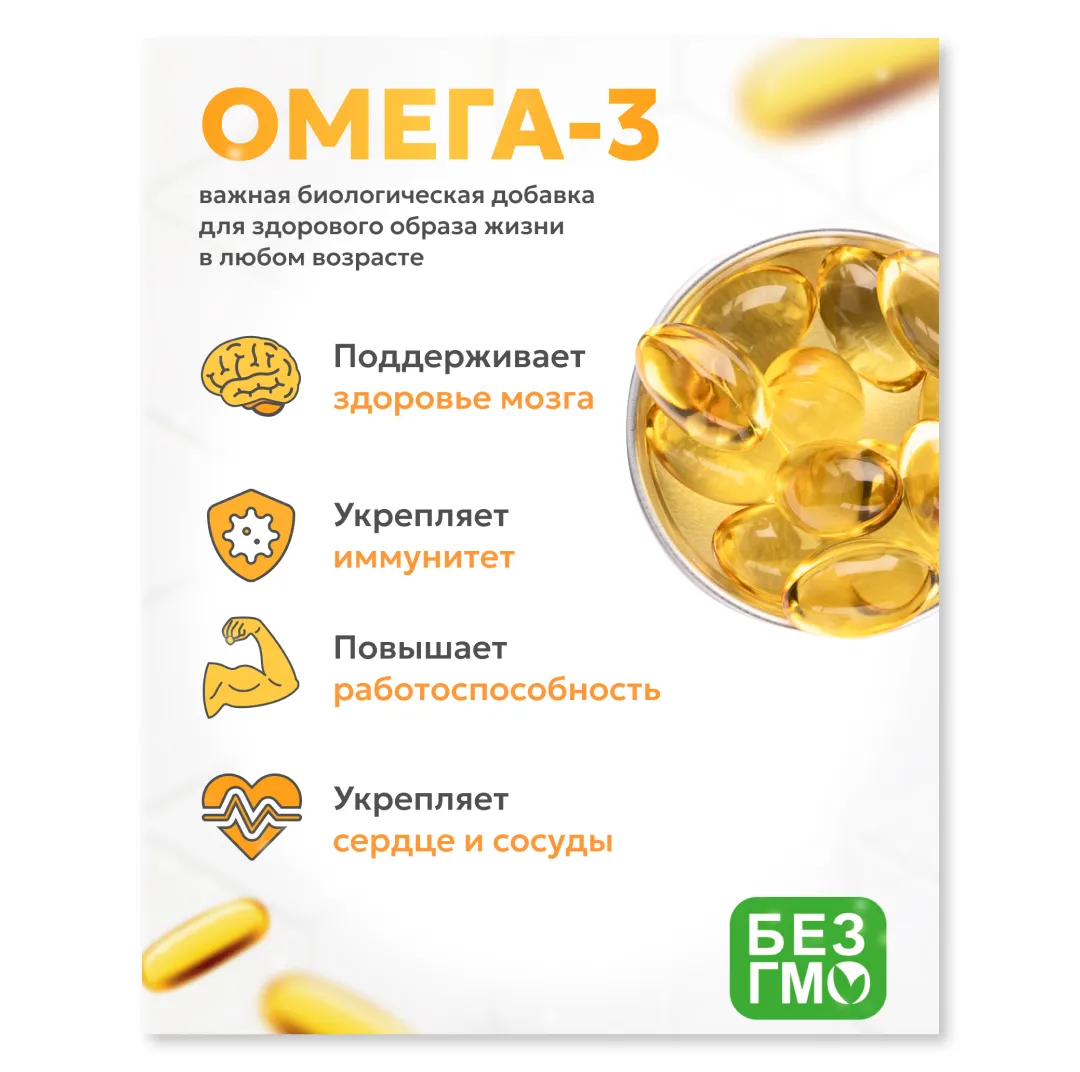 ОМЕГА-3
важная биологическая добавка
для здорового образа жизни
в любом возрасте
Поддерживает
здоровье мозга
Укрепляет
иммунитет
Повышает
работоспособность
Укрепляет
сердце и сосуды
БЕЗ
ГМО